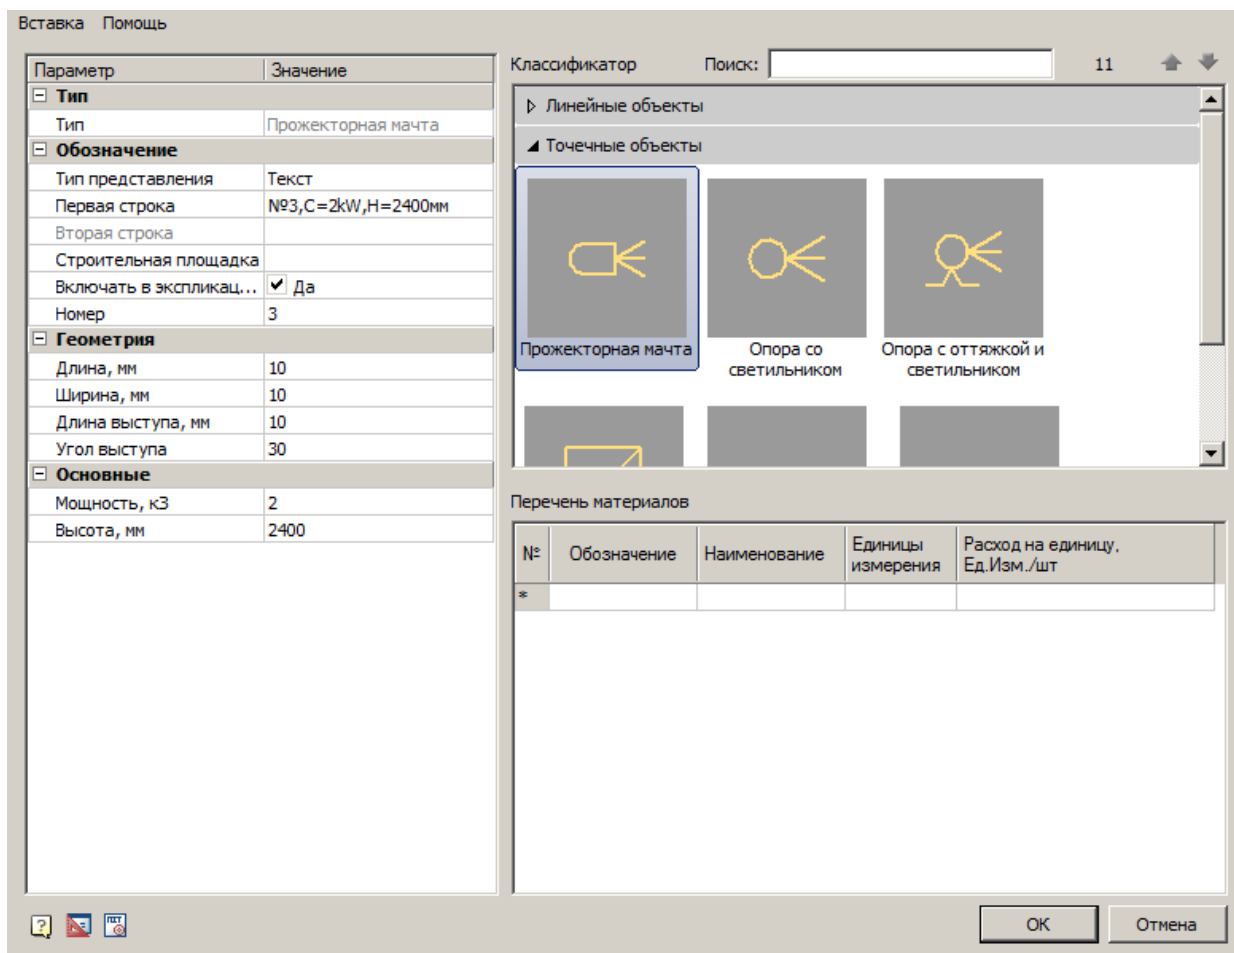 Вставка Помощь
Параметр Значение
Тип
Тип Прожекторная мачта
Обозначение
Тип представления Текст
Первая строка №3,C=2kW,H=2400мм
Вторая строка
Строительная площадка
Включать в экспликац... Да
Номер 3
Геометрия
Длина, мм 10
Ширина, мм 10
Длина выступа, мм 10
Угол выступа 30
Основные
Мощность, кЗ 2
Высота, мм 2400
Классификатор Поиск: 11
Линейные объекты
Точечные объекты
Прожекторная мачта
Опора со
светильником
Опора с оттяжкой и
светильником
Перечень материалов
№ Обозначение Наименование Единицы
измерения Расход на единицу,
Ед.Изм./шт
*
ОК Отмена